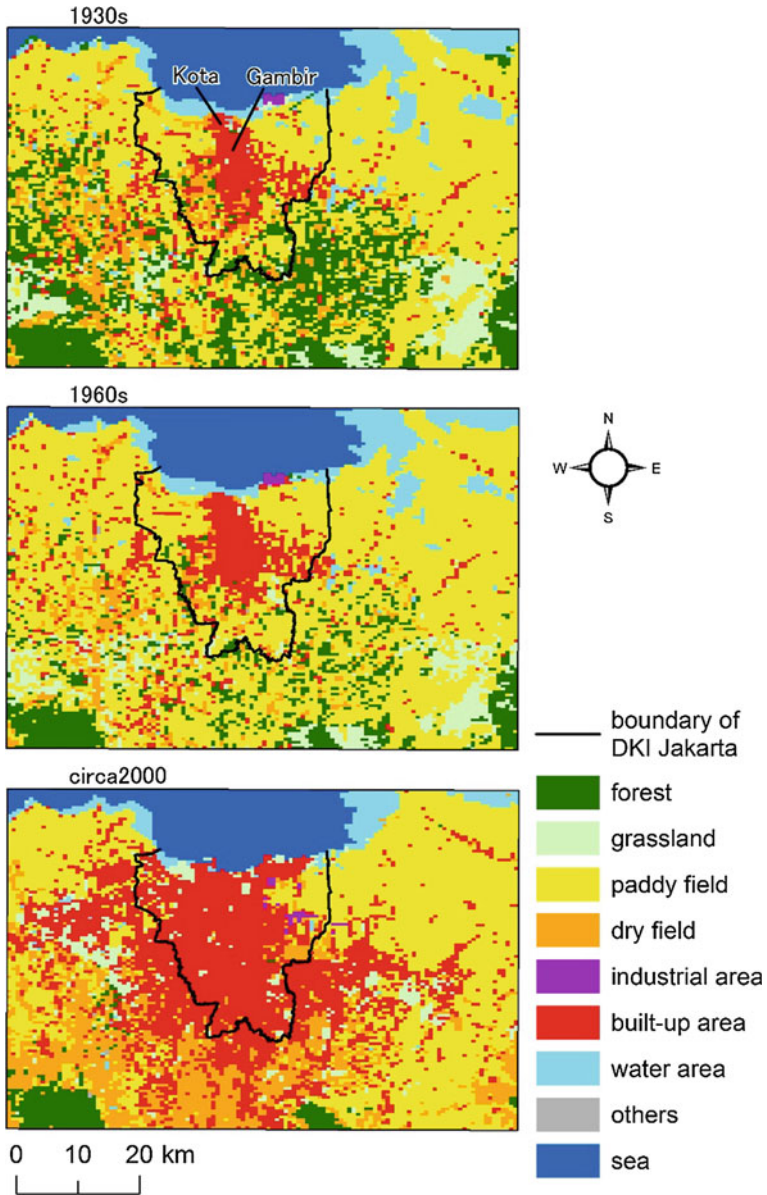 1930s
Kota Gambir
1960s
N
W E
S
circa2000
boundary of
DKI Jakarta
forest
grassland
paddy field
dry field
industrial area
built-up area
water area
others
sea
0 10 20 km